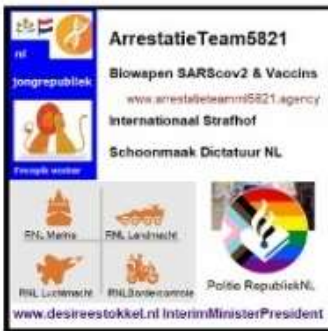 nl
jongrepubliek
ArrestatieTeam5821
Biowapen SARScov2 & Vaccins
www.arrestatieteamnl5821.agency
Internationaal Strafhof
Schoonmaak Dictatuur NL
RNL Marine
RNL Landmacht
RNL Luchtmacht
RNLBordercontrole
Politie RepubliekNL
www.desireestokkel.nl InterimMinisterPresident